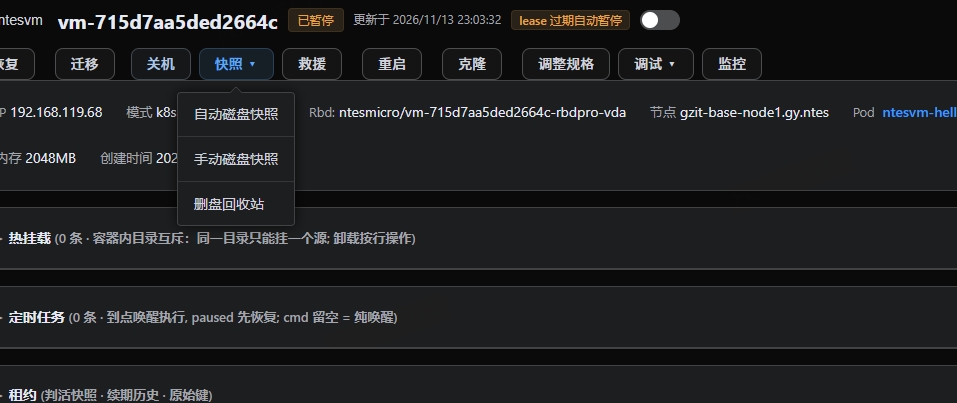 ntesvm vm-715d7aa5ded2664c 已暂停 更新于 2026/11/13 23:03:32 lease 过期自动暂停
恢复 迁移 关机 快照 ▾ 救援 重启 克隆 调整规格 调试 ▾ 监控
P 192.168.119.68 模式 k8s Rbd: ntesmicro/vm-715d7aa5ded2664c-rbdpro-vda 节点 gzit-base-node1.gy.ntes Pod ntesvm-hell
自动磁盘快照
内存 2048MB 创建时间 202
手动磁盘快照
删盘回收站
热挂载 (0 条 · 容器内目录互斥：同一目录只能挂一个源; 卸载按行操作)
定时任务 (0 条 · 到点唤醒执行, paused 先恢复; cmd 留空 = 纯唤醒)
租约 (判活快照 · 续期历史 · 原始键)